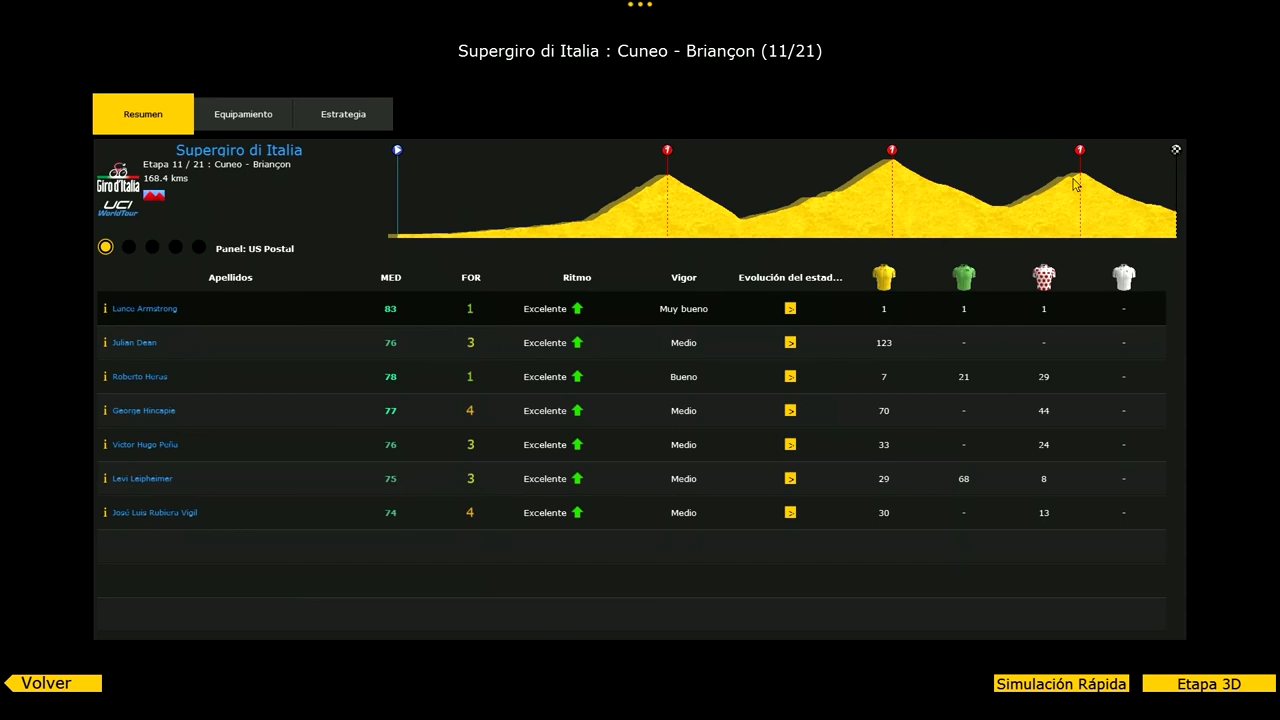 Supergiro di Italia : Cuneo - Briançon (11/21)
Resumen Equipamiento Estrategia
Supergiro di Italia
Etapa 11 / 21 : Cuneo - Briançon
168.4 kms
Giro d'Italia
UCI
WorldTour
Panel: US Postal
Apellidos MED FOR Ritmo Vigor Evolución del estad...
i Lance Armstrong 83 1 Excelente Muy bueno > 1 1 1 -
i Julian Dean 76 3 Excelente Medio > 123 - - -
i Roberto Heras 78 1 Excelente Bueno > 7 21 29 -
i George Hincapie 77 4 Excelente Medio > 70 - 44 -
i Victor Hugo Peña 76 3 Excelente Medio > 33 - 24 -
i Levi Leipheimer 75 3 Excelente Medio > 29 68 8 -
i José Luis Rubiera Vigil 74 4 Excelente Medio > 30 - 13 -
Volver
Simulación Rápida Etapa 3D